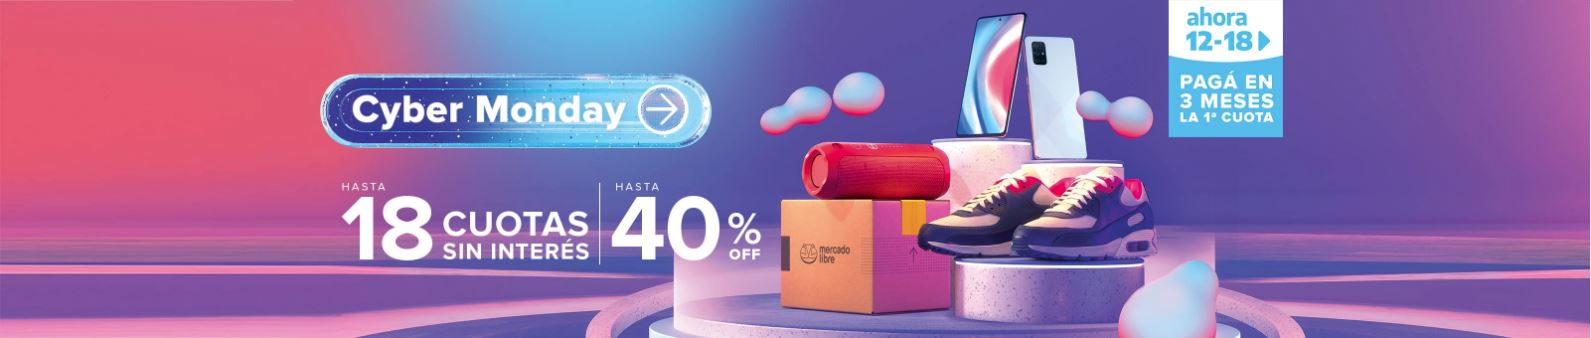 Cyber Monday
HASTA
18 CUOTAS
SIN INTERÉS
HASTA
40 %
OFF
mercado
libre
ahora
12-18
PAGÁ EN
3 MESES
LA 1ª CUOTA